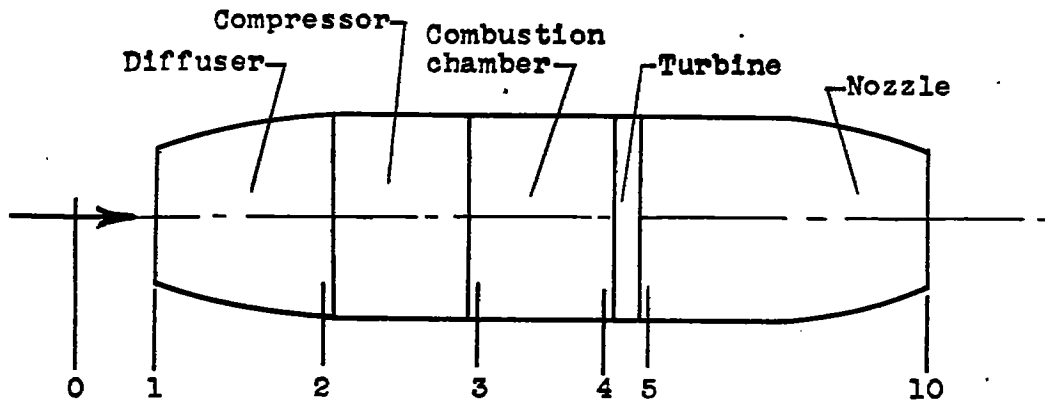 Compressor
Combustion
chamber
Diffuser
Turbine
Nozzle
0 1 2 3 4 5 10